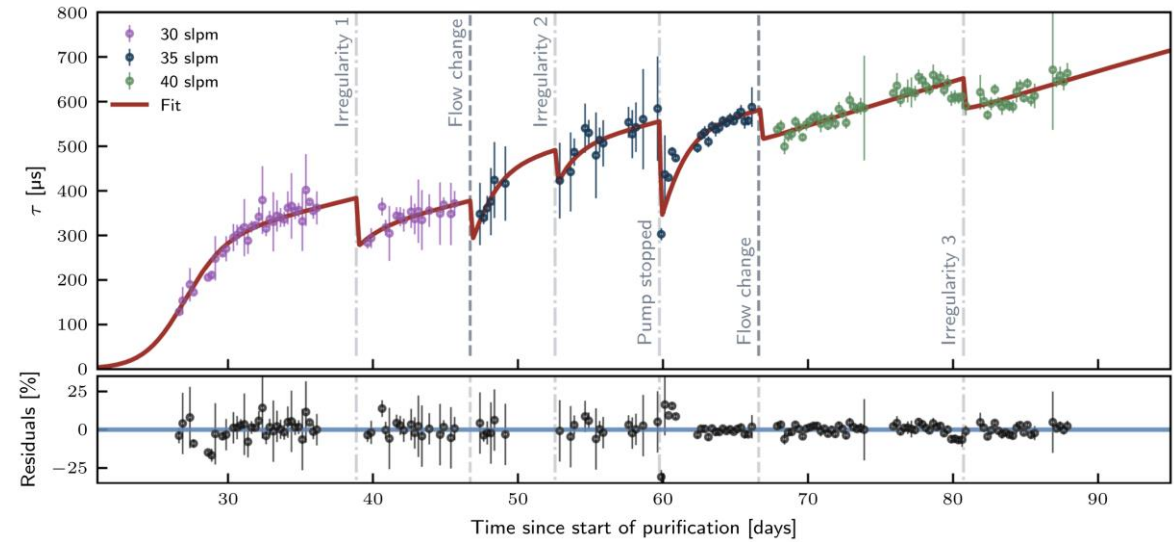 800
700
600
500
400
300
200
100
0
τ [µs]
30 slpm
35 slpm
40 slpm
Fit
Irregularity 1
Flow change
Irregularity 2
Pump stopped
Flow change
Irregularity 3
25
0
−25
Residuals [%]
30 40 50 60 70 80 90
Time since start of purification [days]